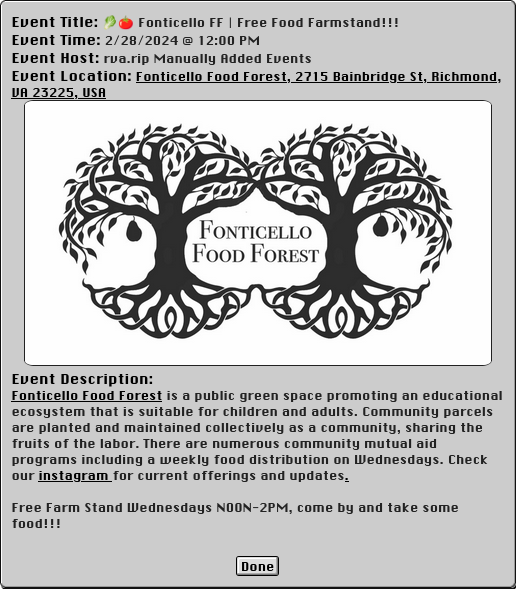 Event Title: 🥬🍅 Fonticello FF | Free Food Farmstand!!!
Event Time: 2/28/2024 @ 12:00 PM
Event Host: rva.rip Manually Added Events
Event Location: Fonticello Food Forest, 2715 Bainbridge St, Richmond,
VA 23225, USA
FONTICELLO
FOOD FOREST
Event Description:
Fonticello Food Forest is a public green space promoting an educational
ecosystem that is suitable for children and adults. Community parcels
are planted and maintained collectively as a community, sharing the
fruits of the labor. There are numerous community mutual aid
programs including a weekly food distribution on Wednesdays. Check
our instagram for current offerings and updates.
Free Farm Stand Wednesdays NOON-2PM, come by and take some
food!!!
Done